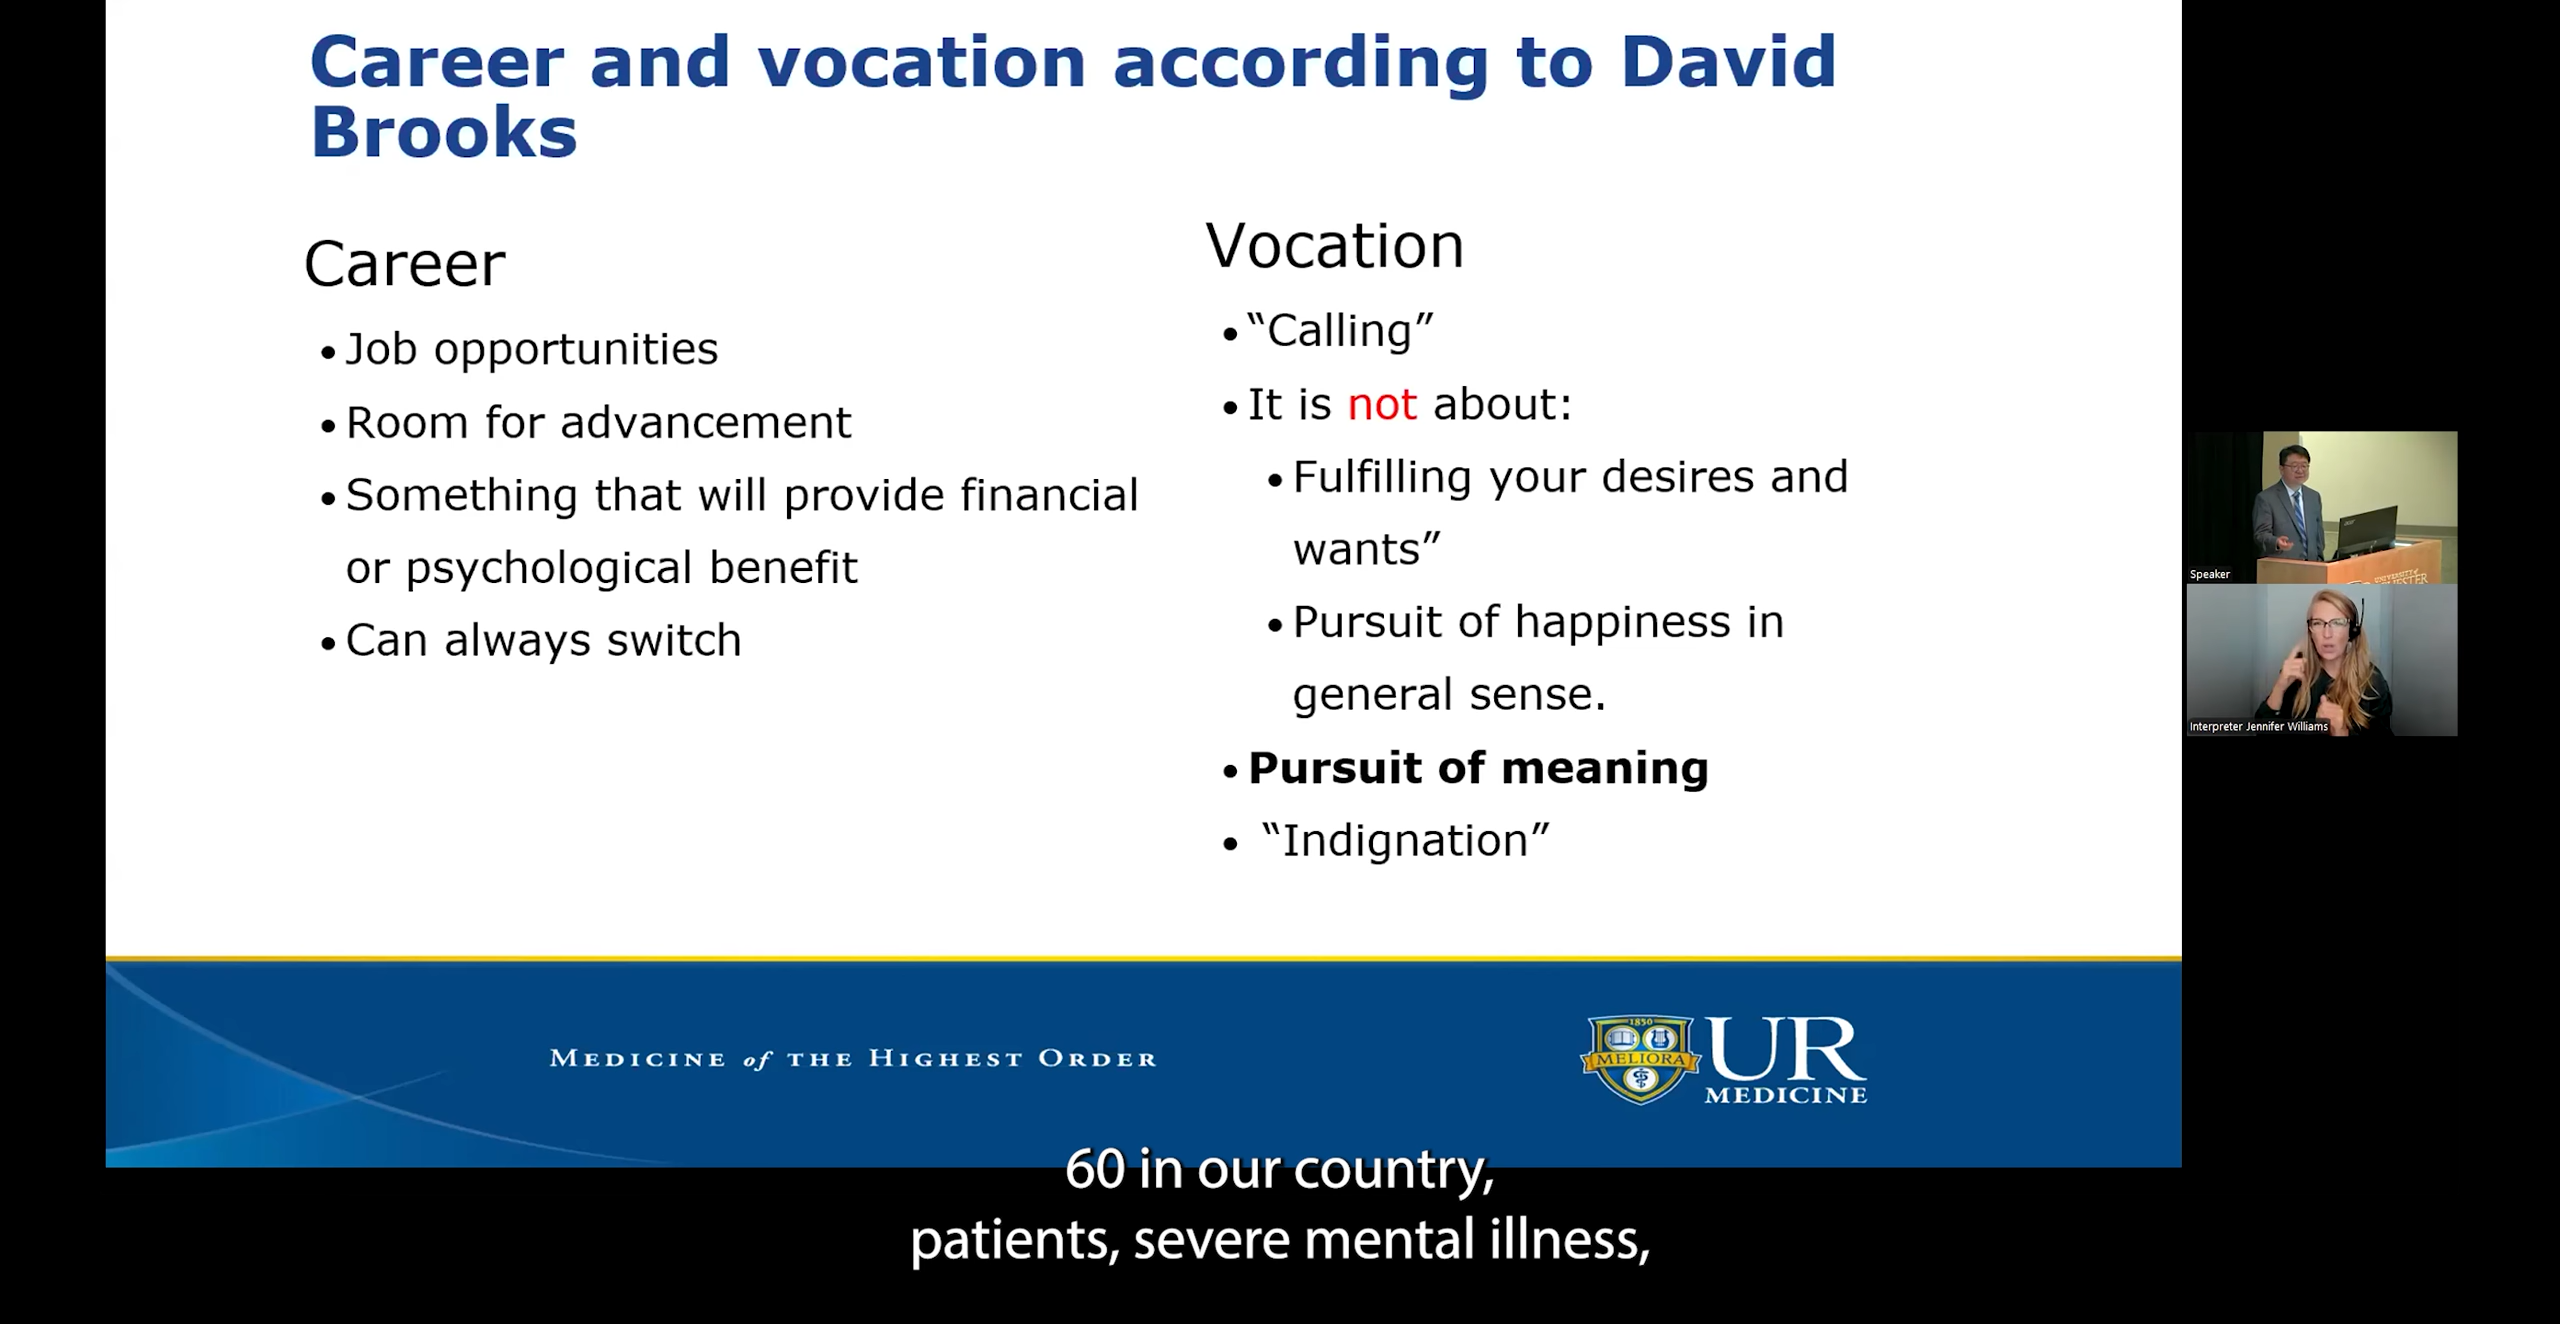 Career and vocation according to David
Brooks
Career
• Job opportunities
• Room for advancement
• Something that will provide financial
or psychological benefit
• Can always switch
Vocation
• “Calling”
• It is not about:
• Fulfilling your desires and
wants”
• Pursuit of happiness in
general sense.
• Pursuit of meaning
• “Indignation”
MEDICINE of THE HIGHEST ORDER
1850
MELIORA
UR
MEDICINE
Speaker
acer
UNIVERSITY of
Interpreter Jennifer Williams
60 in our country,
patients, severe mental illness,